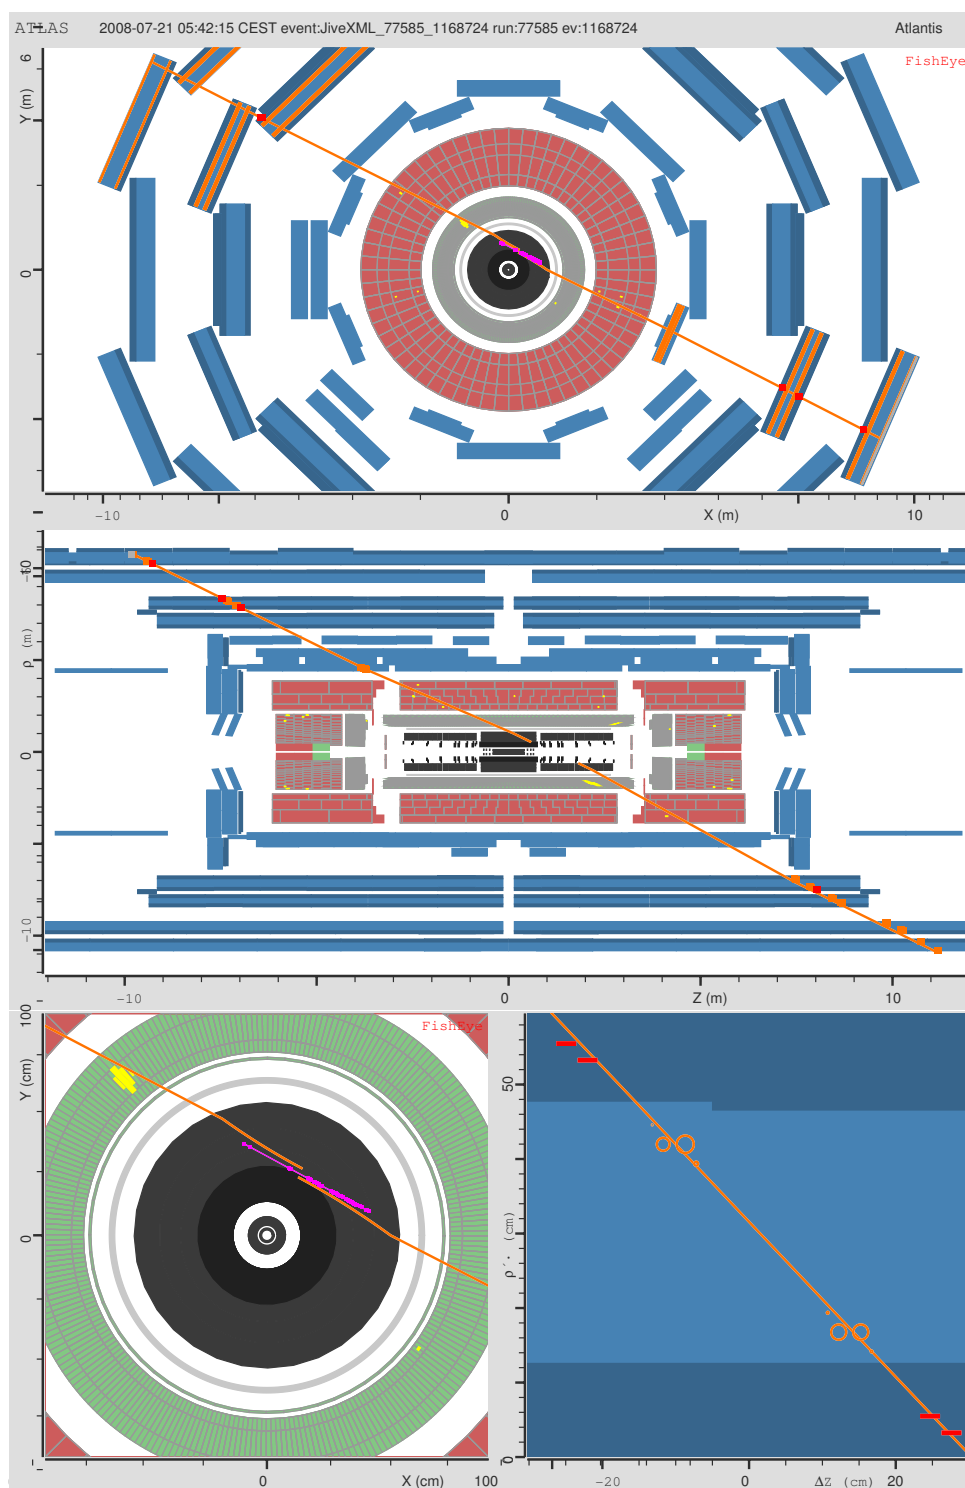 ATLAS 2008-07-21 05:42:15 CEST event:JiveXML_77585_1168724 run:77585 ev:1168724 Atlantis
FishEye
6
Y (m)
0
-10 0 X (m) 10
ρ (m)
0
-10
-10 0 Z (m) 10
FishEye
100
Y (cm)
0
0 X (cm) 100
50
ρ´· (cm)
0
-20 0 ΔZ (cm) 20